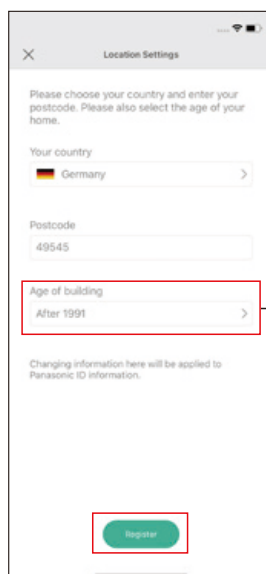 Location Settings
Please choose your country and enter your
postcode. Please also select the age of your
home.
Your country
Germany
Postcode
49545
Age of building
After 1991
Changing information here will be applied to
Panasonic ID information.
Register